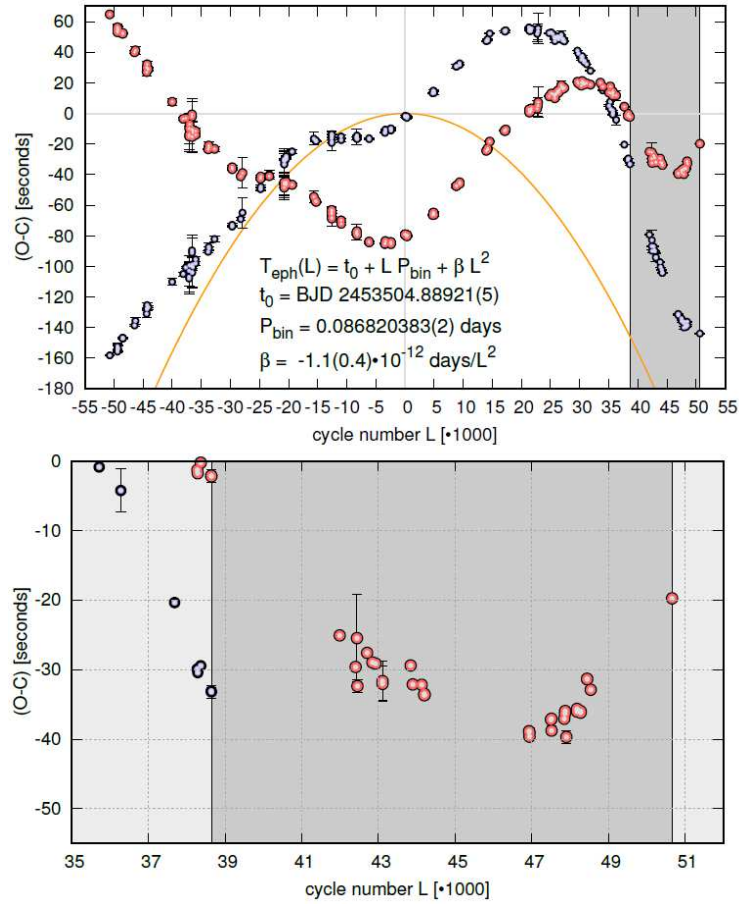 60
40
20
0
-20
-40
-60
-80
-100
-120
-140
-160
-180
(O-C) [seconds]
T_eph(L) = t_0 + L P_bin + β L^2
t_0 = BJD 2453504.88921(5)
P_bin = 0.086820383(2) days
β = -1.1(0.4)•10^-12 days/L^2
-55 -50 -45 -40 -35 -30 -25 -20 -15 -10 -5 0 5 10 15 20 25 30 35 40 45 50 55
cycle number L [•1000]
0
-10
-20
-30
-40
-50
(O-C) [seconds]
35 37 39 41 43 45 47 49 51
cycle number L [•1000]